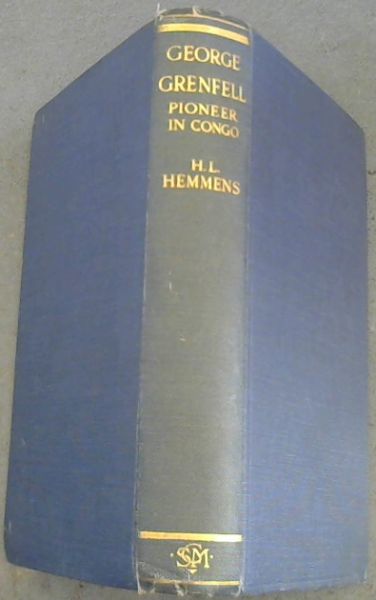 GEORGE
GRENFELL
PIONEER
IN CONGO
H. L.
HEMMENS
SCM